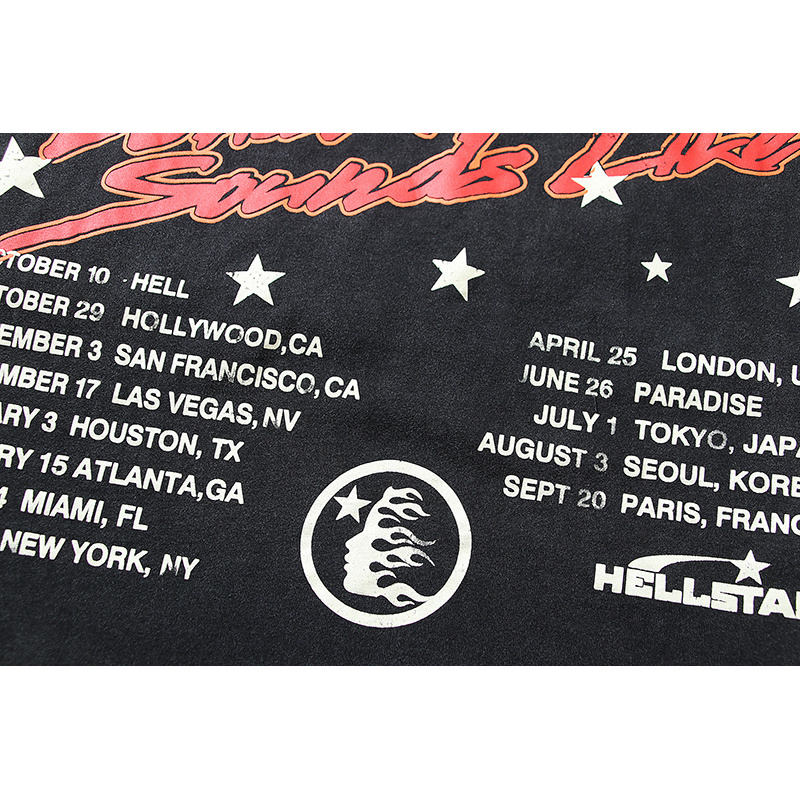 Sounds Like
TOBER 10 - HELL
TOBER 29 HOLLYWOOD, CA
EMBER 3 SAN FRANCISCO, CA
MBER 17 LAS VEGAS, NV
ARY 3 HOUSTON, TX
RY 15 ATLANTA, GA
4 MIAMI, FL
NEW YORK, NY
APRIL 25 LONDON, U
JUNE 26 PARADISE
JULY 1 TOKYO, JAPA
AUGUST 3 SEOUL, KORE
SEPT 20 PARIS, FRANC
HELLSTAR